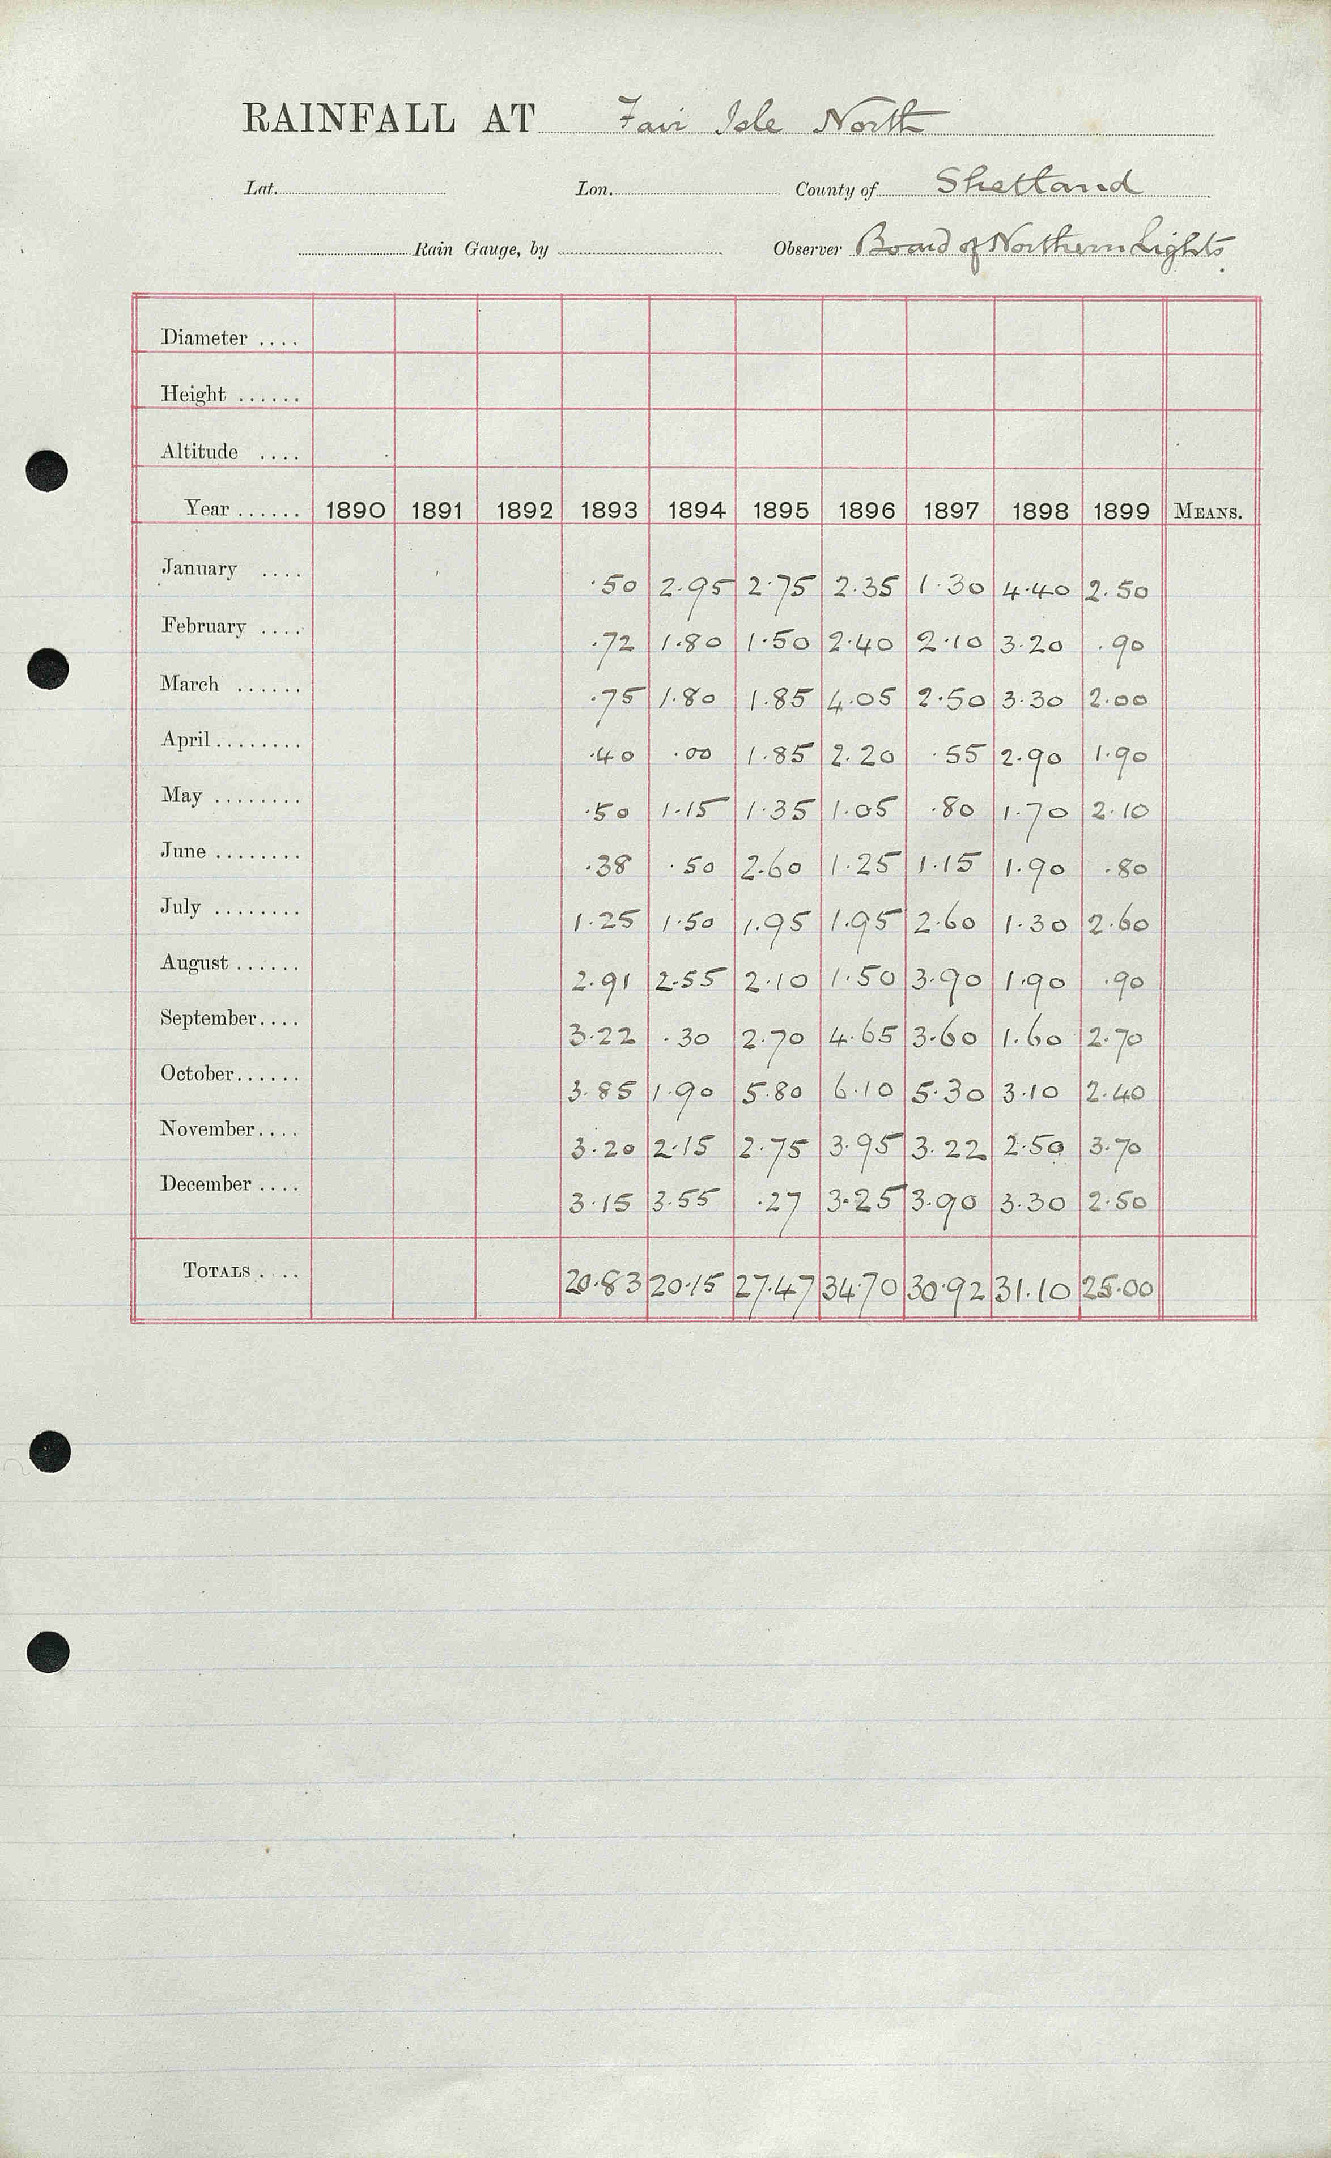 RAINFALL AT Fair Isle North
Lat. Lon. County of Shetland
Rain Gauge, by Observer Board of Northern Lights
Diameter ....
Height ......
Altitude ....
Year ...... 1890 1891 1892 1893 1894 1895 1896 1897 1898 1899 MEANS.
January .... .50 2.95 2.75 2.35 1.30 4.40 2.50
February .... .72 1.80 1.50 2.40 2.10 3.20 .90
March ...... .75 1.80 1.85 4.05 2.50 3.30 2.00
April ........ .40 .00 1.85 2.20 .55 2.90 1.90
May ........ .50 1.15 1.35 1.05 .80 1.70 2.10
June ........ .38 .50 2.60 1.25 1.15 1.90 .80
July ........ 1.25 1.50 1.95 1.95 2.60 1.30 2.60
August ...... 2.91 2.55 2.10 1.50 3.90 1.90 .90
September .... 3.22 .30 2.70 4.65 3.60 1.60 2.70
October ...... 3.85 1.90 5.80 6.10 5.30 3.10 2.40
November .... 3.20 2.15 2.75 3.95 3.22 2.50 3.70
December .... 3.15 3.55 .27 3.25 3.90 3.30 2.50
TOTALS .... 20.83 20.15 27.47 34.70 30.92 31.10 25.00